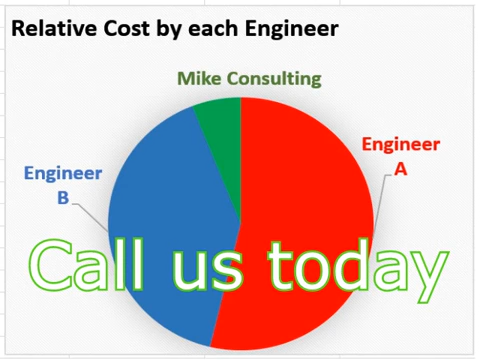 Relative Cost by each Engineer
Mike Consulting
Engineer
A
Engineer
B
Call us today